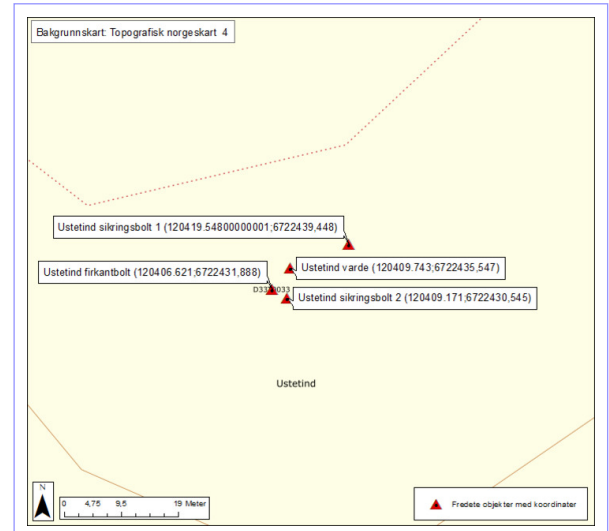 Bakgrunnskart: Topografisk norgeskart 4
Ustetind sikringsbolt 1 (120419.54800000001;6722439,448)
Ustetind varde (120409.743;6722435,547)
Ustetind firkantbolt (120406.621;6722431,888)
Ustetind sikringsbolt 2 (120409.171;6722430,545)
Ustetind
N
0 4,75 9,5 19 Meter
Fredete objekter med koordinater